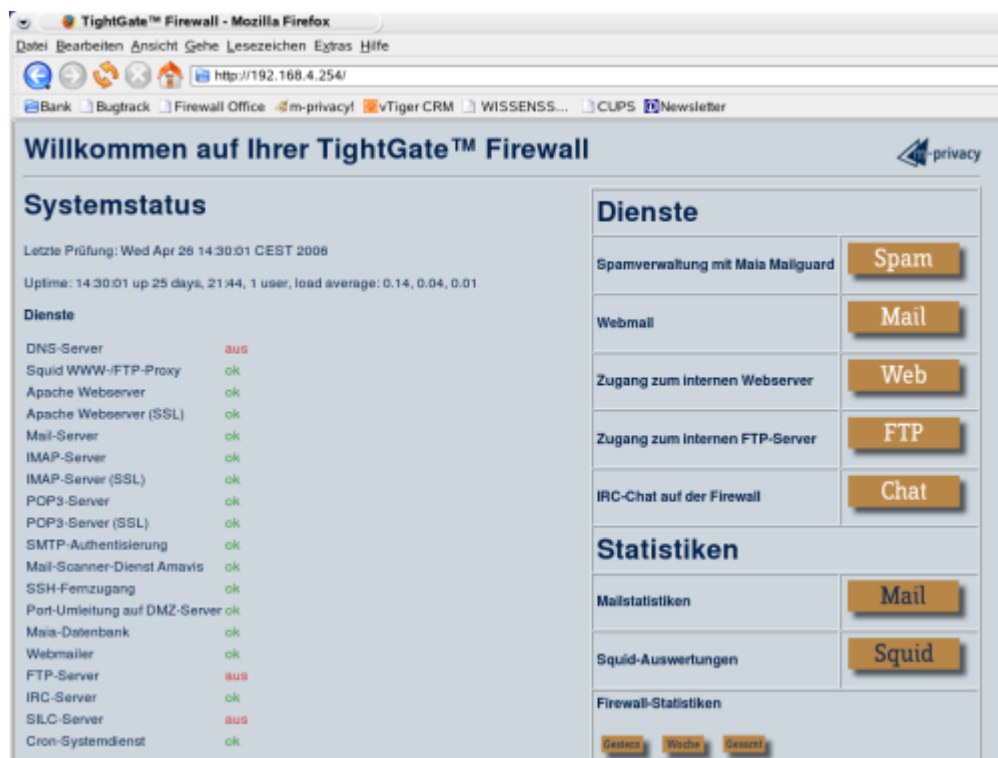 TightGate™ Firewall - Mozilla Firefox
Datei Bearbeiten Ansicht Gehe Lesezeichen Extras Hilfe
http://192.168.4.254/
Bank Bugtrack Firewall Office m-privacy! vTiger CRM WISSENSS... CUPS Newsletter
Willkommen auf Ihrer TightGate™ Firewall
m-privacy
Systemstatus
Letzte Prüfung: Wed Apr 26 14:30:01 CEST 2006
Uptime: 14:30:01 up 25 days, 21:44, 1 user, load average: 0.14, 0.04, 0.01
Dienste
DNS-Server aus
Squid WWW-/FTP-Proxy ok
Apache Webserver ok
Apache Webserver (SSL) ok
Mail-Server ok
IMAP-Server ok
IMAP-Server (SSL) ok
POP3-Server ok
POP3-Server (SSL) ok
SMTP-Authentisierung ok
Mail-Scanner-Dienst Amavis ok
SSH-Fernzugang ok
Port-Umleitung auf DMZ-Server ok
Maia-Datenbank ok
Webmailer ok
FTP-Server aus
IRC-Server ok
SILC-Server aus
Cron-Systemdienst ok
Dienste
Spamverwaltung mit Maia Mailguard Spam
Webmail Mail
Zugang zum internen Webserver Web
Zugang zum internen FTP-Server FTP
IRC-Chat auf der Firewall Chat
Statistiken
Mailstatistiken Mail
Squid-Auswertungen Squid
Firewall-Statistiken
Gestern Woche Gesamt